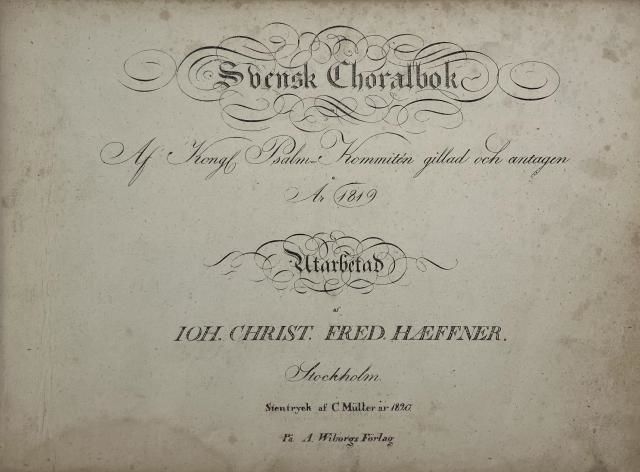 Svensk Choralbok
Af Kongl. Psalm-Kommitén gillad och antagen
År 1819
Utarbetad
af
IOH. CHRIST. FRED. HÆFFNER.
Stockholm.
Stentryck af C. Müller år 1820.
På A. Wiborgs Förlag